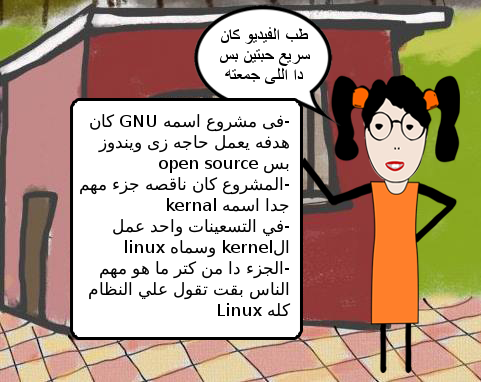 طب الفيديو كان
سريع حبتين بس
دا اللى جمعته
-فى مشروع اسمه GNU كان
هدفه يعمل حاجه زى ويندوز
بس open source
-المشروع كان ناقصه جزء مهم
جدا اسمه kernal
-في التسعينات واحد عمل
الkernel وسماه linux
-الجزء دا من كتر ما هو مهم
الناس بقت تقول علي النظام
كله Linux